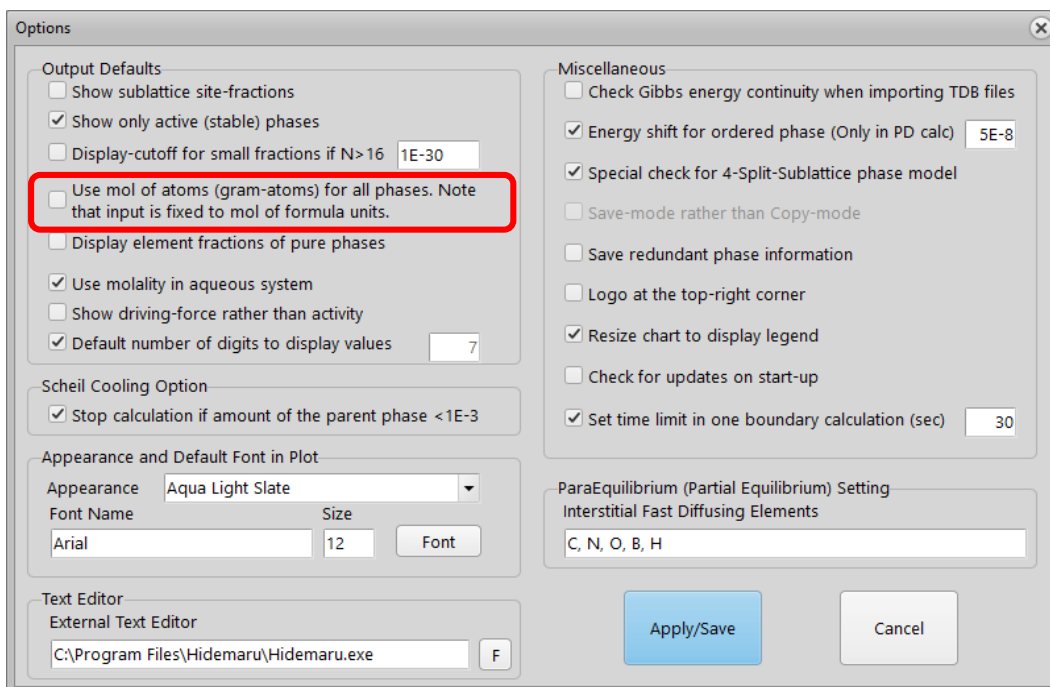 Options
Output Defaults
Show sublattice site-fractions
Show only active (stable) phases
Display-cutoff for small fractions if N>16 1E-30
Use mol of atoms (gram-atoms) for all phases. Note
that input is fixed to mol of formula units.
Display element fractions of pure phases
Use molality in aqueous system
Show driving-force rather than activity
Default number of digits to display values 7
Scheil Cooling Option
Stop calculation if amount of the parent phase <1E-3
Appearance and Default Font in Plot
Appearance Aqua Light Slate
Font Name Size
Arial 12 Font
Text Editor
External Text Editor
C:\Program Files\Hidemaru\Hidemaru.exe F
Miscellaneous
Check Gibbs energy continuity when importing TDB files
Energy shift for ordered phase (Only in PD calc) 5E-8
Special check for 4-Split-Sublattice phase model
Save-mode rather than Copy-mode
Save redundant phase information
Logo at the top-right corner
Resize chart to display legend
Check for updates on start-up
Set time limit in one boundary calculation (sec) 30
ParaEquilibrium (Partial Equilibrium) Setting
Interstitial Fast Diffusing Elements
C, N, O, B, H
Apply/Save Cancel